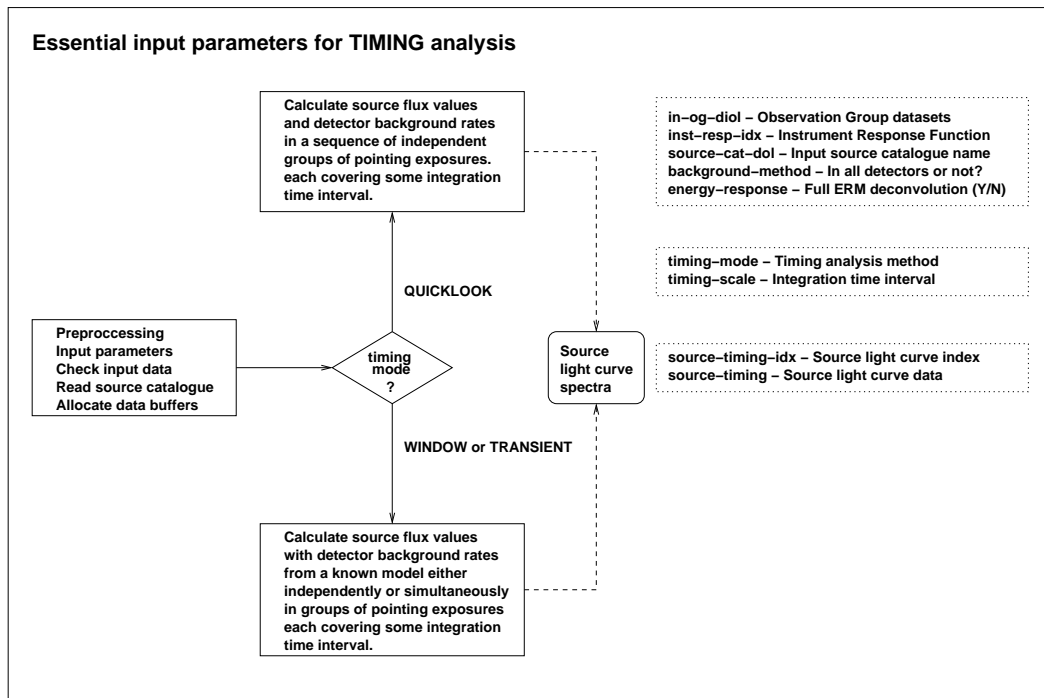 Essential input parameters for TIMING analysis
Calculate source flux values
and detector background rates
in a sequence of independent
groups of pointing exposures.
each covering some integration
time interval.
in−og−diol − Observation Group datasets
inst−resp−idx − Instrument Response Function
source−cat−dol − Input source catalogue name
background−method − In all detectors or not?
energy−response − Full ERM deconvolution (Y/N)
timing−mode − Timing analysis method
timing−scale − Integration time interval
QUICKLOOK
Preproccessing
Input parameters
Check input data
Read source catalogue
Allocate data buffers
timing
mode
?
Source
light curve
spectra
source−timing−idx − Source light curve index
source−timing − Source light curve data
WINDOW or TRANSIENT
Calculate source flux values
with detector background rates
from a known model either
independently or simultaneously
in groups of pointing exposures
each covering some integration
time interval.